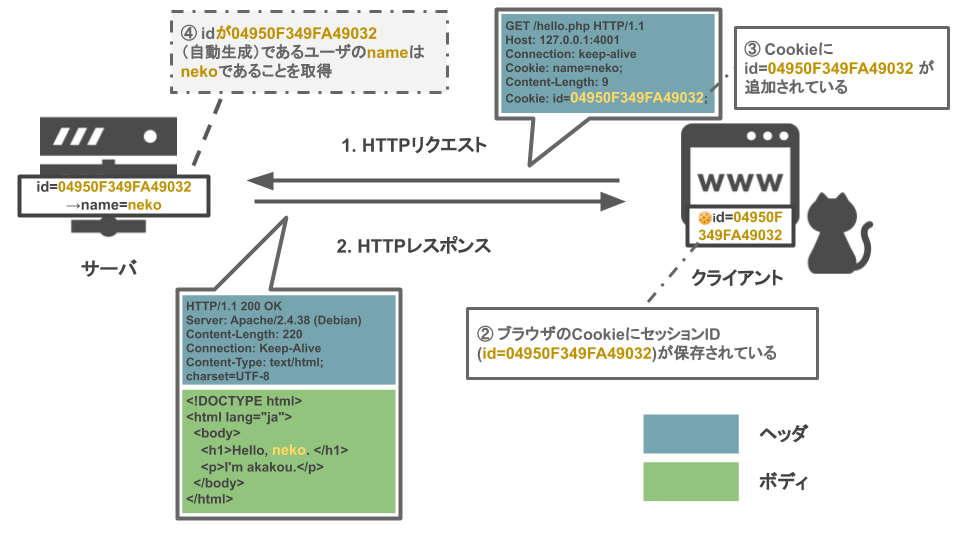 ④ idが04950F349FA49032
（自動生成）であるユーザのnameは
nekoであることを取得
GET /hello.php HTTP/1.1
Host: 127.0.0.1:4001
Connection: keep-alive
Cookie: name=neko;
Content-Length: 9
Cookie: id=04950F349FA49032;
③ Cookieに
id=04950F349FA49032 が
追加されている
1. HTTPリクエスト
id=04950F349FA49032
→name=neko
www
id=04950F
349FA49032
2. HTTPレスポンス
サーバ
クライアント
HTTP/1.1 200 OK
Server: Apache/2.4.38 (Debian)
Content-Length: 220
Connection: Keep-Alive
Content-Type: text/html;
charset=UTF-8
<!DOCTYPE html>
<html lang="ja">
<body>
<h1>Hello, neko. </h1>
<p>I'm akakou.</p>
</body>
</html>
② ブラウザのCookieにセッションID
(id=04950F349FA49032)が保存されている
ヘッダ
ボディ